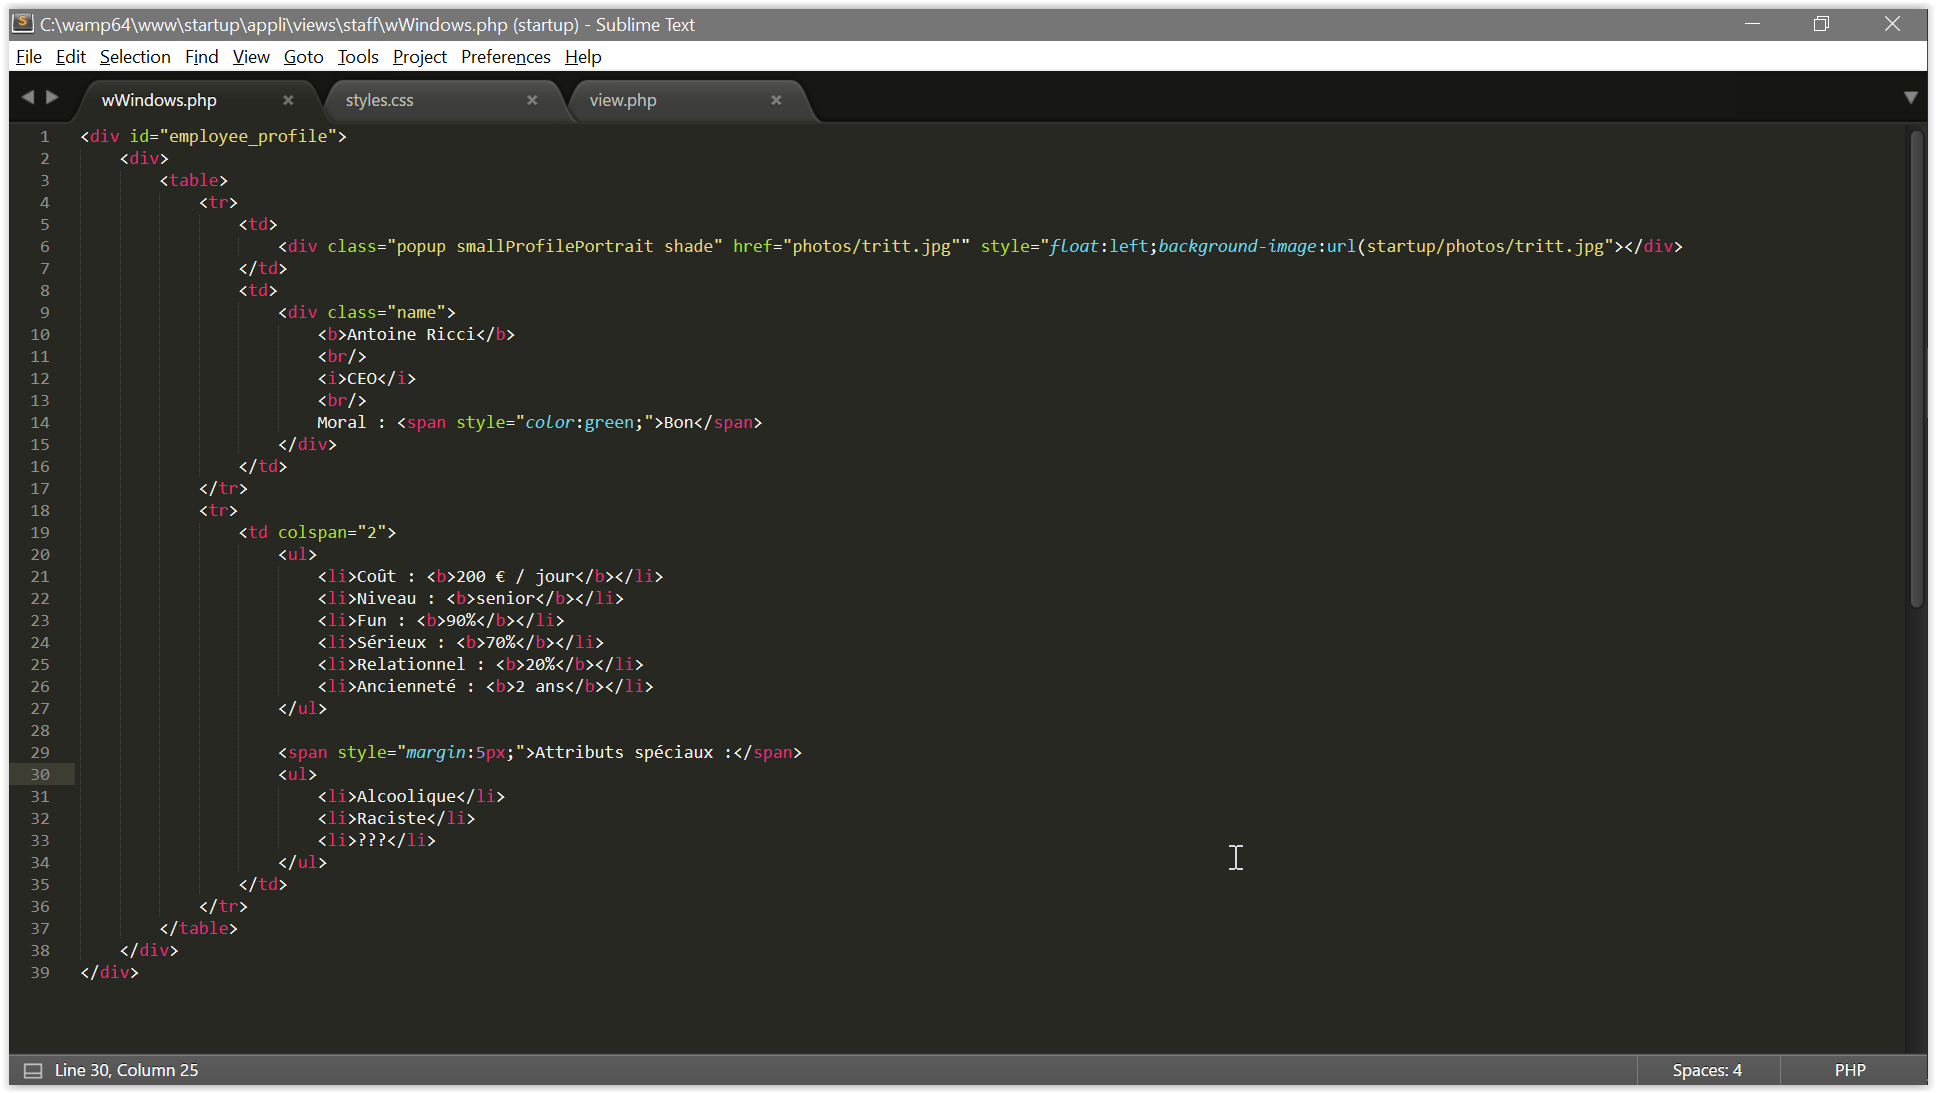 C:\wamp64\www\startup\appli\views\staff\wWindows.php (startup) - Sublime Text
File Edit Selection Find View Goto Tools Project Preferences Help
wWindows.php × styles.css × view.php ×
1 <div id="employee_profile">
2 <div>
3 <table>
4 <tr>
5 <td>
6 <div class="popup smallProfilePortrait shade" href="photos/tritt.jpg"" style="float:left;background-image:url(startup/photos/tritt.jpg"></div>
7 </td>
8 <td>
9 <div class="name">
10 <b>Antoine Ricci</b>
11 <br/>
12 <i>CEO</i>
13 <br/>
14 Moral : <span style="color:green;">Bon</span>
15 </div>
16 </td>
17 </tr>
18 <tr>
19 <td colspan="2">
20 <ul>
21 <li>Coût : <b>200 € / jour</b></li>
22 <li>Niveau : <b>senior</b></li>
23 <li>Fun : <b>90%</b></li>
24 <li>Sérieux : <b>70%</b></li>
25 <li>Relationnel : <b>20%</b></li>
26 <li>Ancienneté : <b>2 ans</b></li>
27 </ul>
28
29 <span style="margin:5px;">Attributs spéciaux :</span>
30 <ul>
31 <li>Alcoolique</li>
32 <li>Raciste</li>
33 <li>???</li>
34 </ul>
35 </td>
36 </tr>
37 </table>
38 </div>
39 </div>
Line 30, Column 25 Spaces: 4 PHP